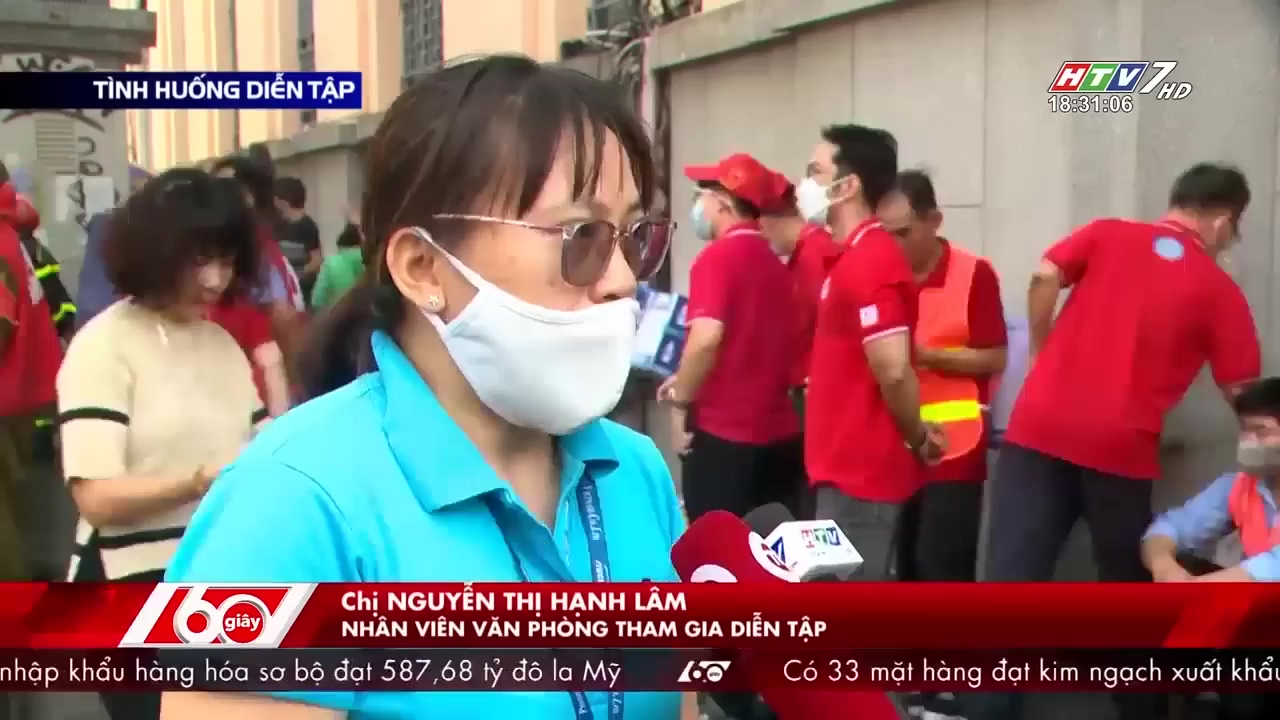 TÌNH HUỐNG DIỄN TẬP
HTV7 HD
18:31:06
HTV
60 giây
Chị NGUYỄN THỊ HẠNH LÂM
NHÂN VIÊN VĂN PHÒNG THAM GIA DIỄN TẬP
nhập khẩu hàng hóa sơ bộ đạt 587,68 tỷ đô la Mỹ 60 giây Có 33 mặt hàng đạt kim ngạch xuất khẩu